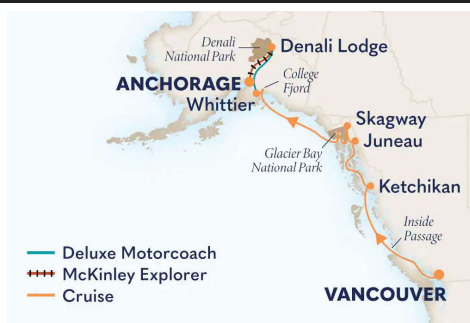 Denali
National Park
Denali Lodge
ANCHORAGE
College
Fjord
Whittier
Skagway
Juneau
Glacier Bay
National Park
Ketchikan
Inside
Passage
Deluxe Motorcoach
McKinley Explorer
Cruise
VANCOUVER